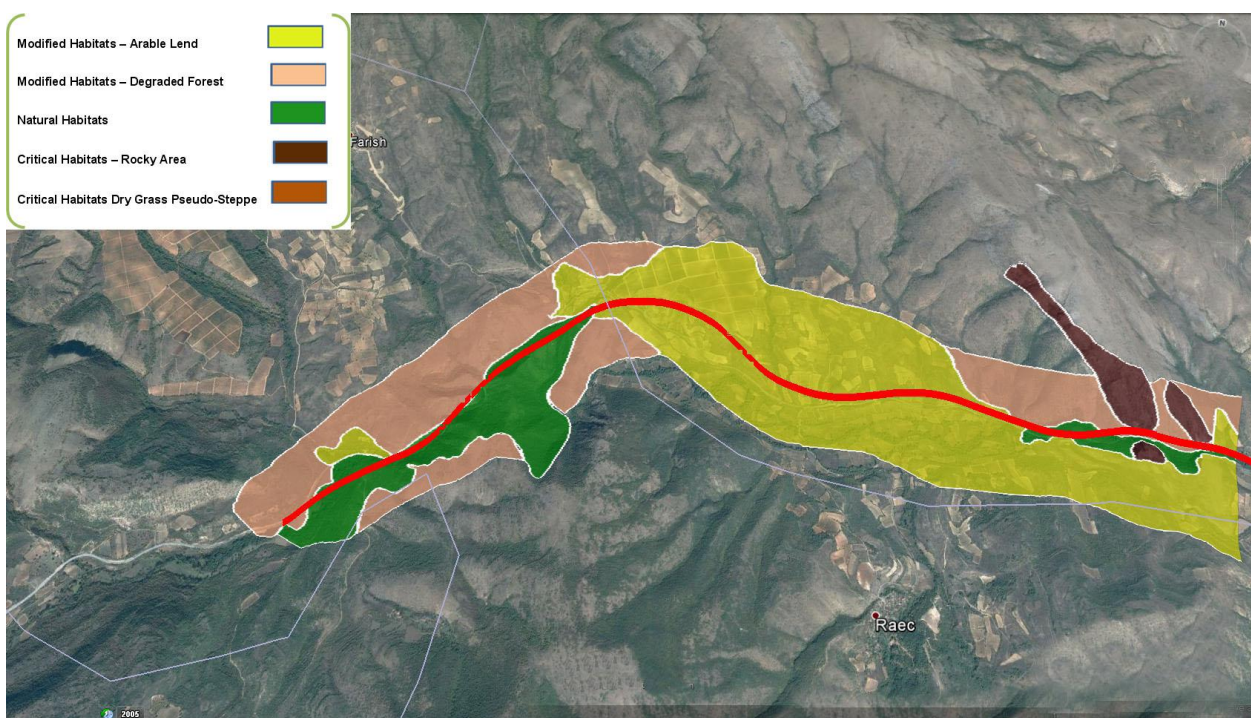 Modified Habitats – Arable Lend
Modified Habitats – Degraded Forest
Natural Habitats
Critical Habitats – Rocky Area
Critical Habitats Dry Grass Pseudo-Steppe
N
Farish
Raec
2005